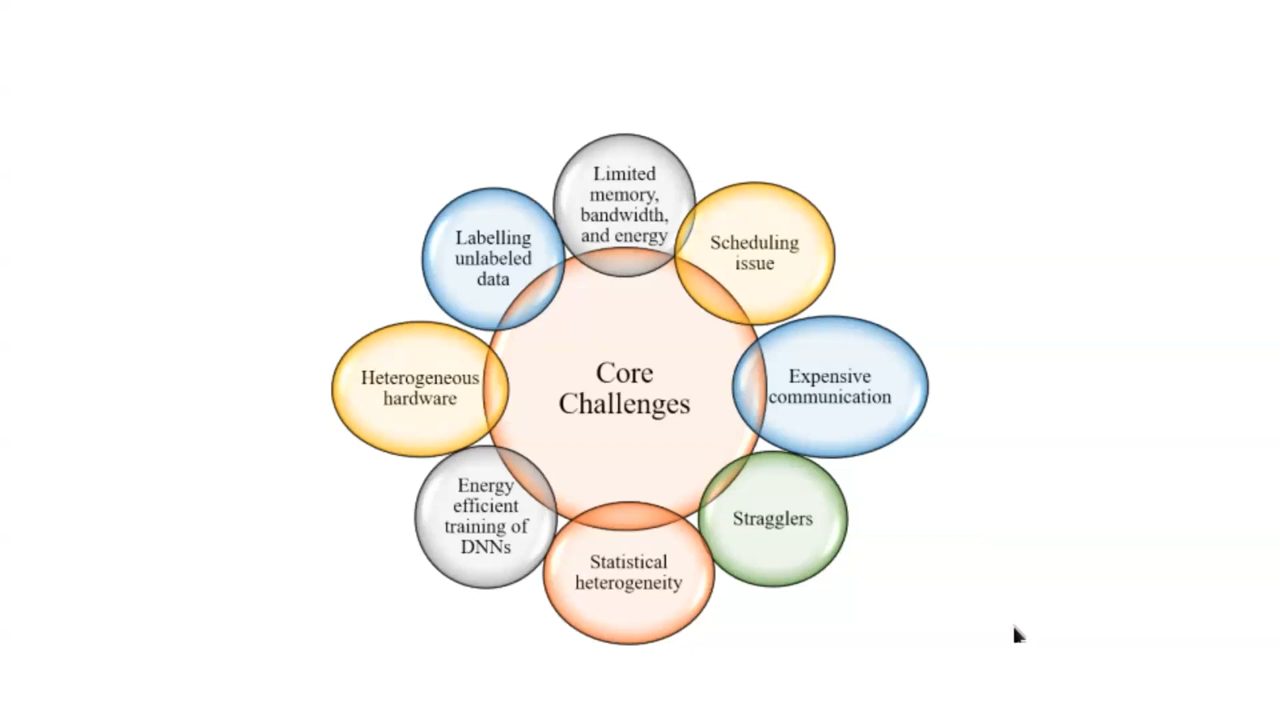 Core
Challenges
Limited
memory,
bandwidth,
and energy
Scheduling
issue
Expensive
communication
Stragglers
Statistical
heterogeneity
Energy
efficient
training of
DNNs
Heterogeneous
hardware
Labelling
unlabeled
data